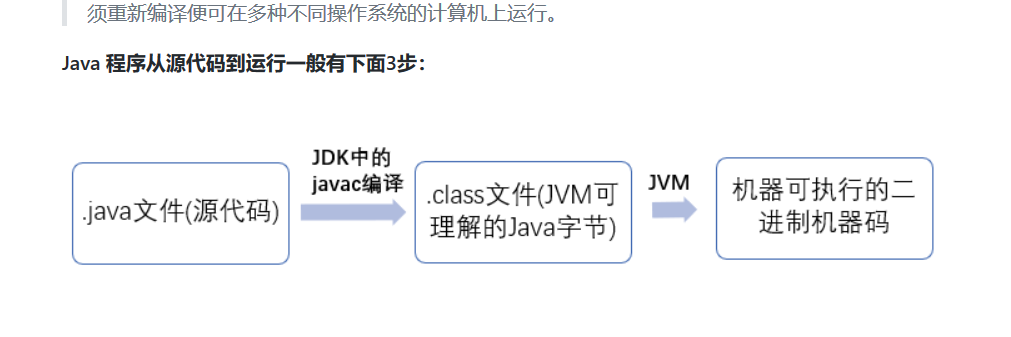 须重新编译便可在多种不同操作系统的计算机上运行。
Java 程序从源代码到运行一般有下面3步：
.java文件(源代码)
JDK中的
javac编译
.class文件(JVM可
理解的Java字节)
JVM
机器可执行的二
进制机器码